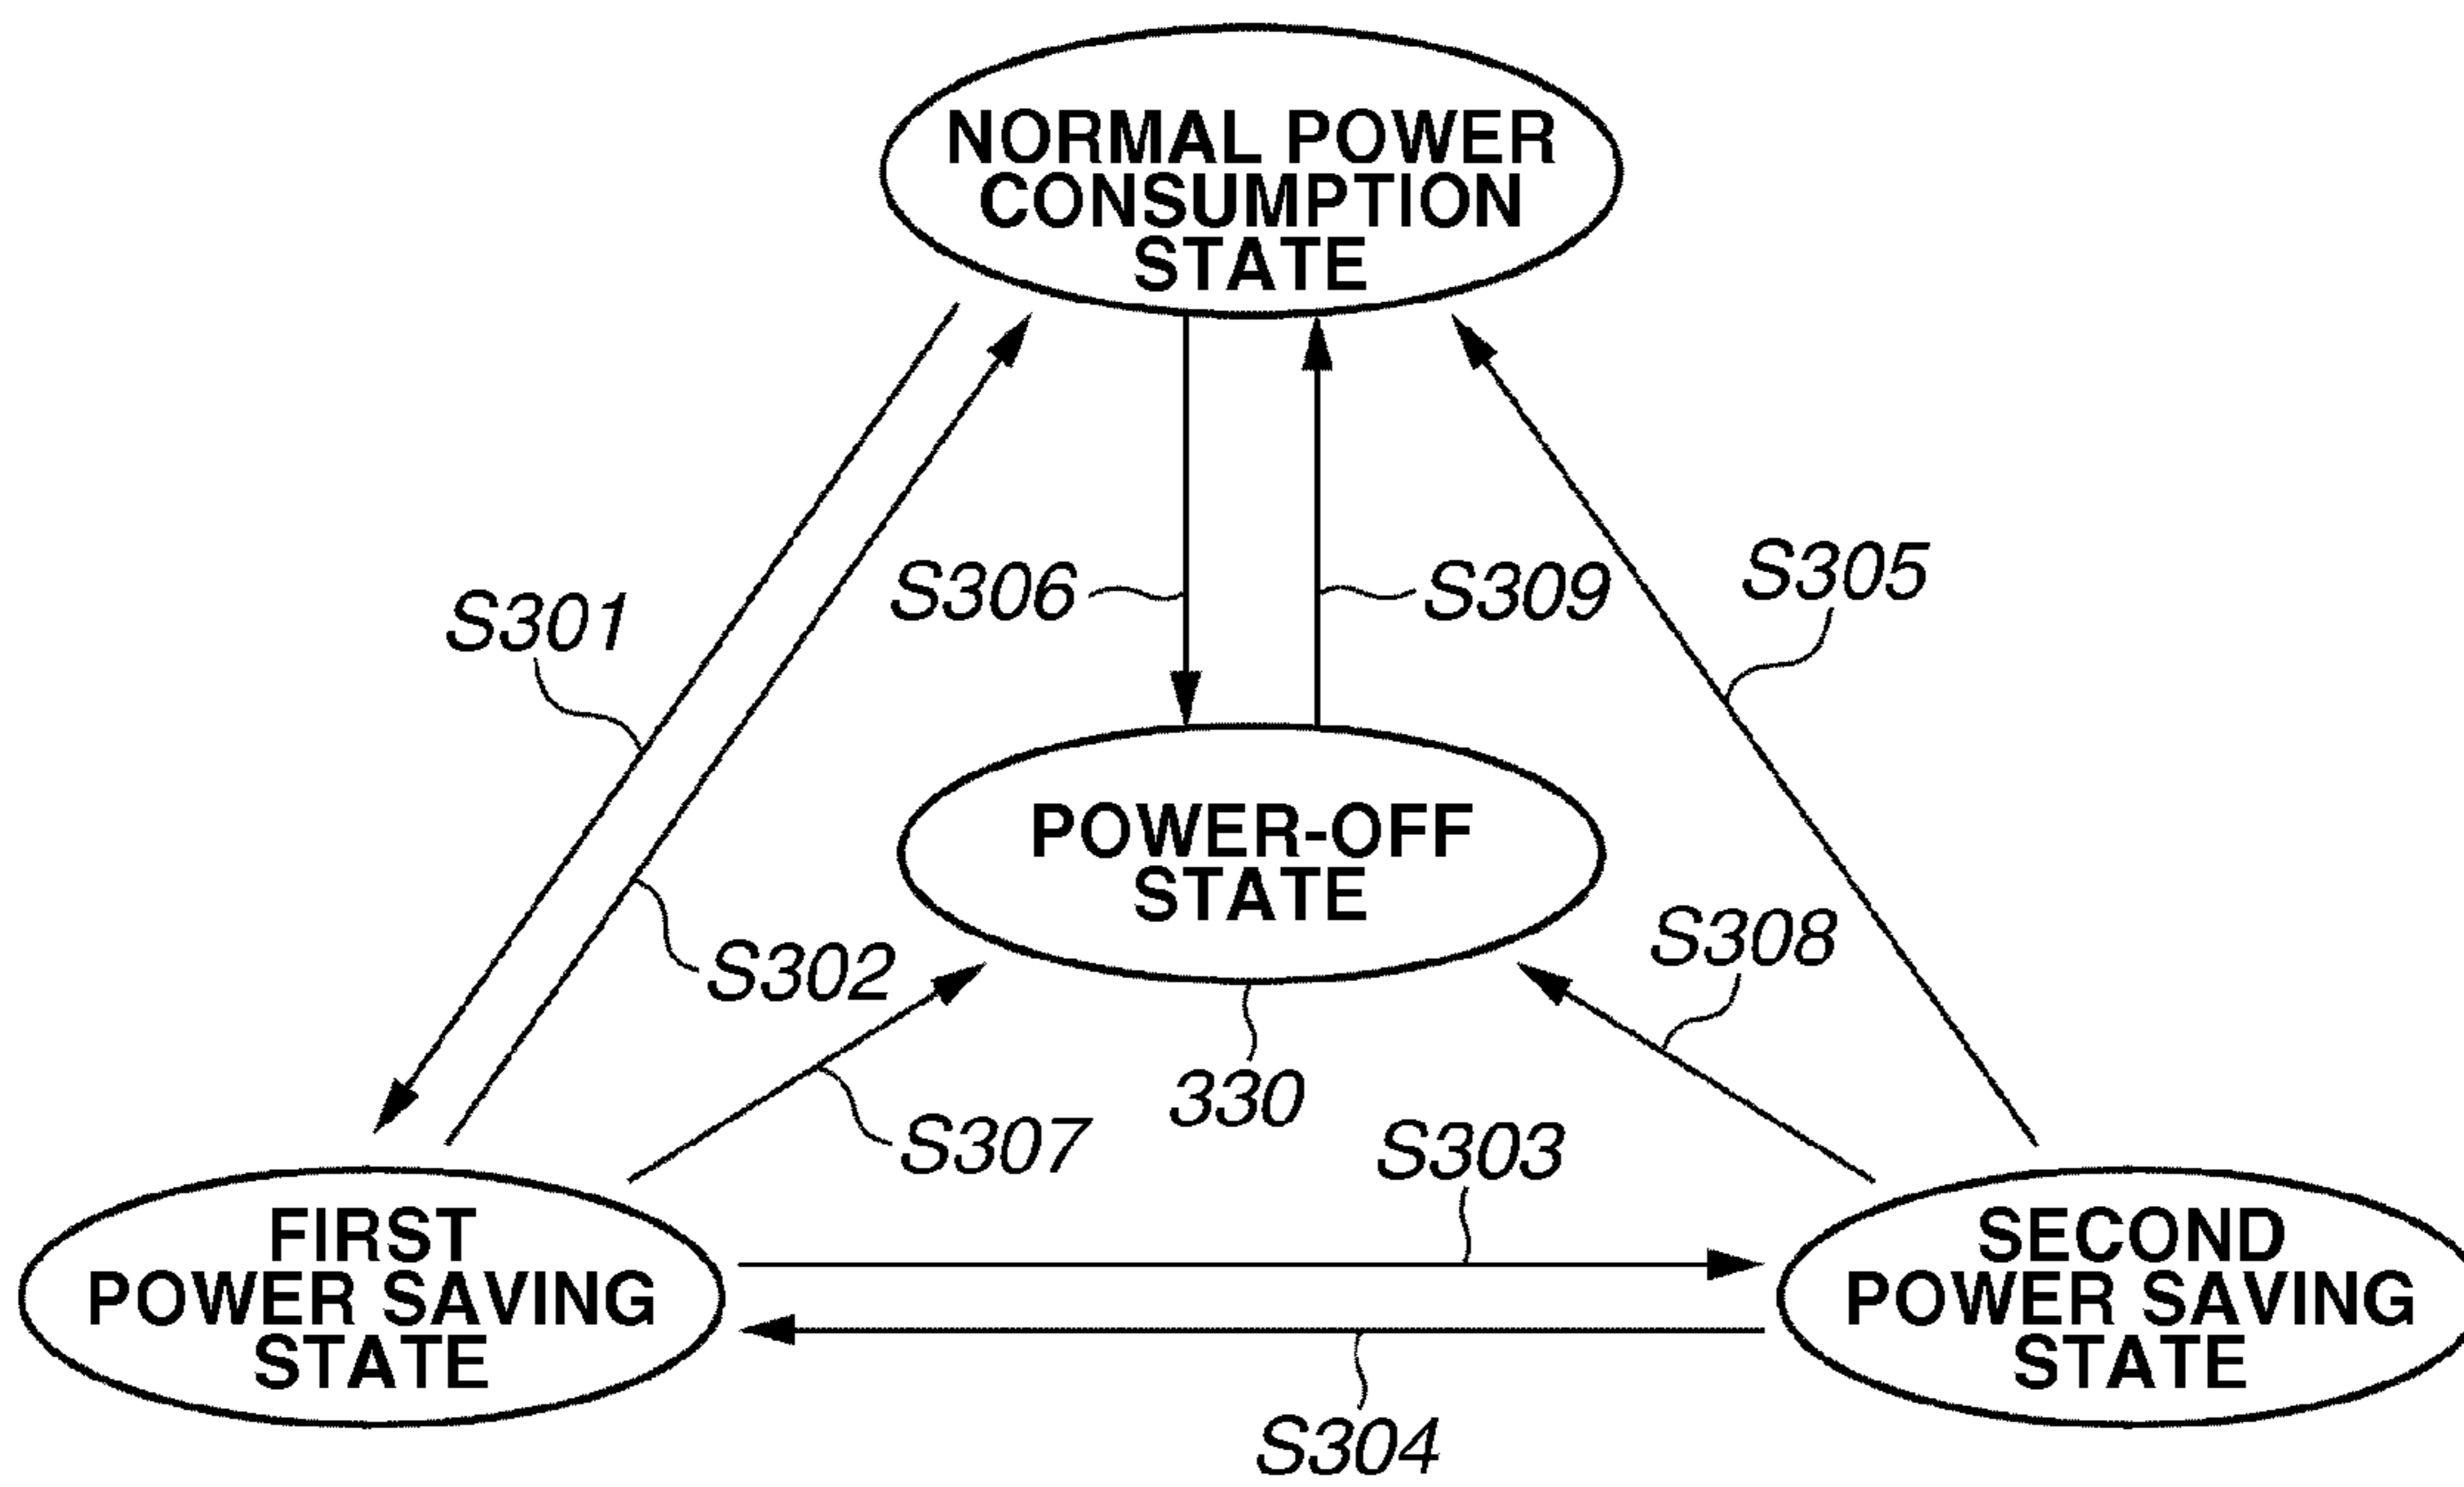 NORMAL POWER
CONSUMPTION
STATE
S301
S306
S309
S305
POWER-OFF
STATE
S302
S308
330
S307
S303
FIRST
POWER SAVING
STATE
SECOND
POWER SAVING
STATE
S304